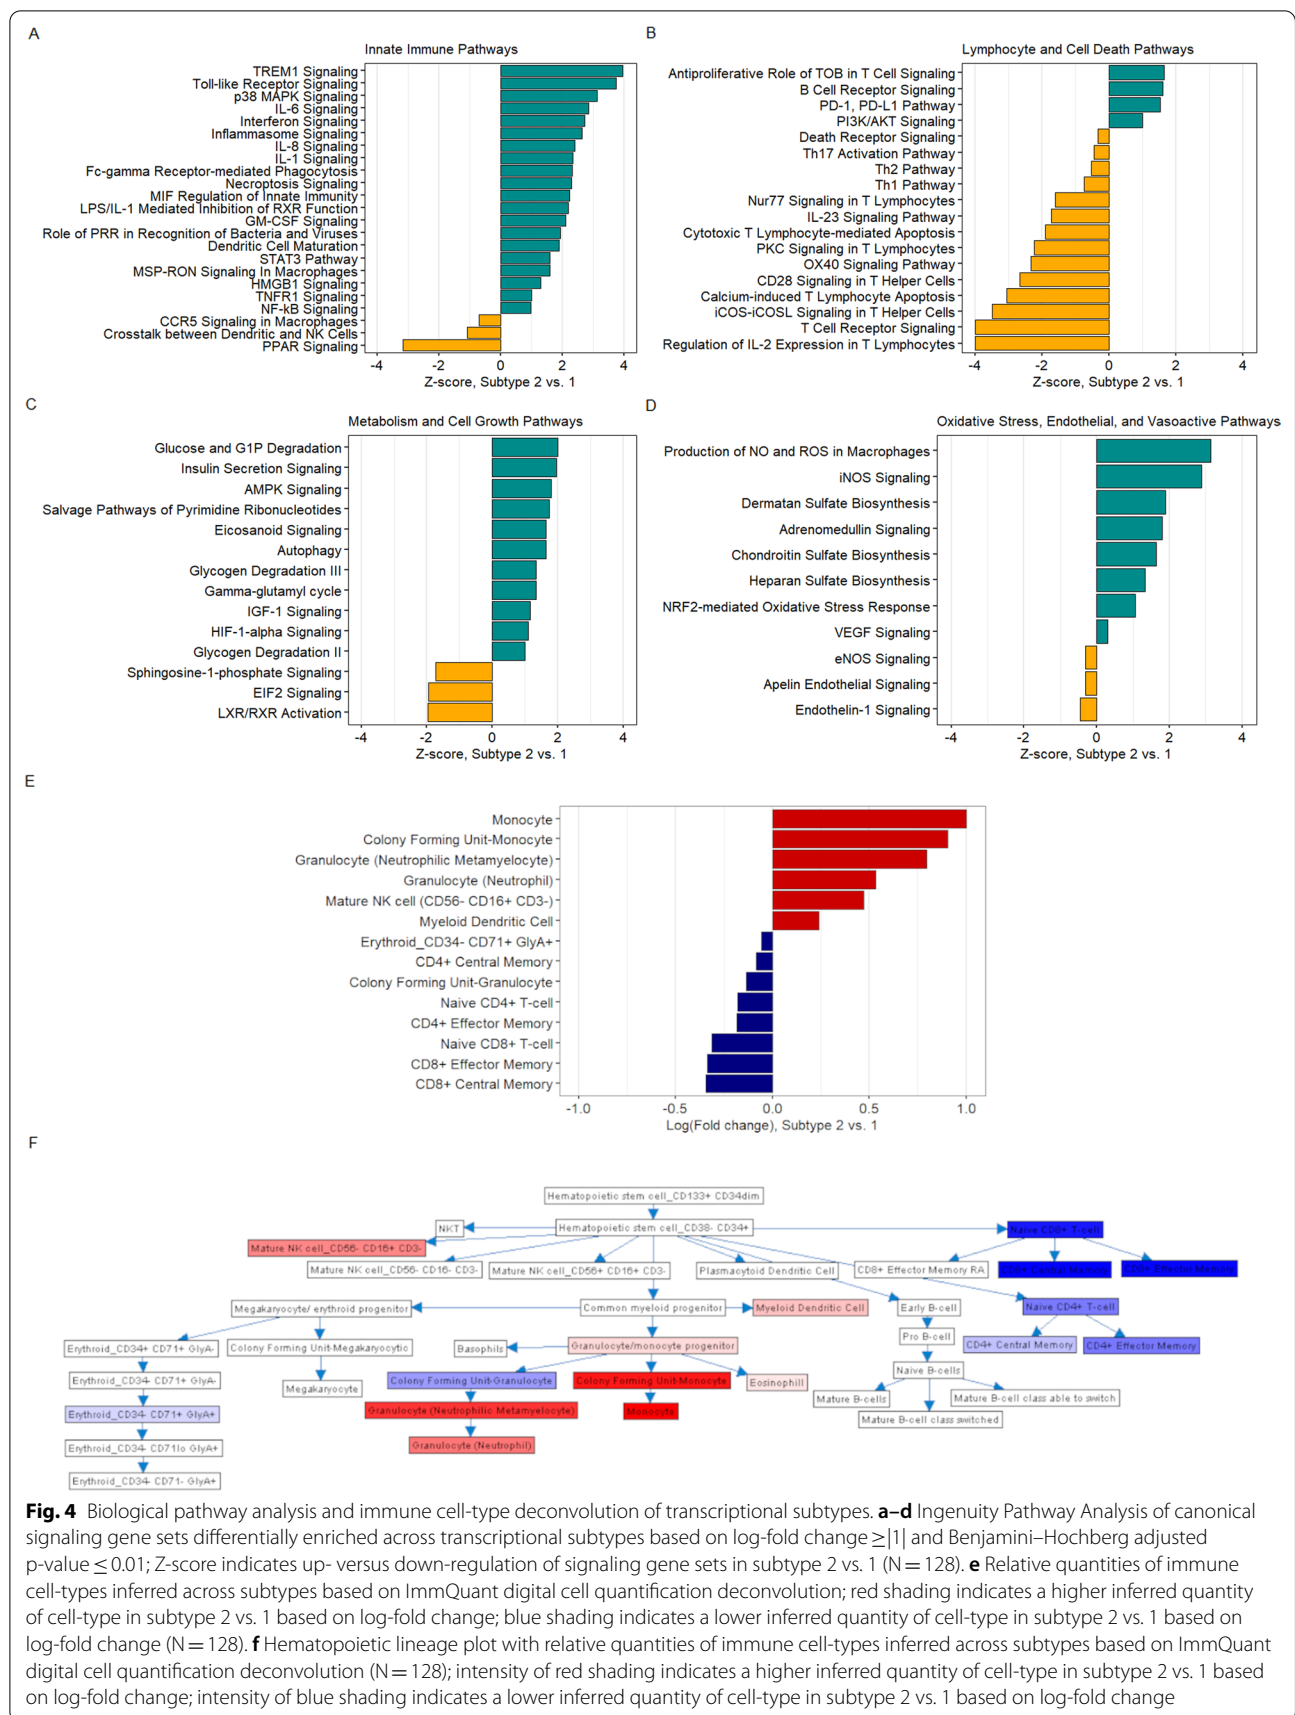 A
Innate Immune Pathways
TREM1 Signaling
Toll-like Receptor Signaling
p38 MAPK Signaling
IL-6 Signaling
Interferon Signaling
Inflammasome Signaling
IL-8 Signaling
IL-1 Signaling
Fc-gamma Receptor-mediated Phagocytosis
Necroptosis Signaling
MIF Regulation of Innate Immunity
LPS/IL-1 Mediated Inhibition of RXR Function
GM-CSF Signaling
Role of PRR in Recognition of Bacteria and Viruses
Dendritic Cell Maturation
STAT3 Pathway
MSP-RON Signaling In Macrophages
HMGB1 Signaling
TNFR1 Signaling
NF-kB Signaling
CCR5 Signaling in Macrophages
Crosstalk between Dendritic and NK Cells
PPAR Signaling
-4 -2 0 2 4
Z-score, Subtype 2 vs. 1
B
Lymphocyte and Cell Death Pathways
Antiproliferative Role of TOB in T Cell Signaling
B Cell Receptor Signaling
PD-1, PD-L1 Pathway
PI3K/AKT Signaling
Death Receptor Signaling
Th17 Activation Pathway
Th2 Pathway
Th1 Pathway
Nur77 Signaling in T Lymphocytes
IL-23 Signaling Pathway
Cytotoxic T Lymphocyte-mediated Apoptosis
PKC Signaling in T Lymphocytes
OX40 Signaling Pathway
CD28 Signaling in T Helper Cells
Calcium-induced T Lymphocyte Apoptosis
iCOS-iCOSL Signaling in T Helper Cells
T Cell Receptor Signaling
Regulation of IL-2 Expression in T Lymphocytes
-4 -2 0 2 4
Z-score, Subtype 2 vs. 1
C
Metabolism and Cell Growth Pathways
Glucose and G1P Degradation
Insulin Secretion Signaling
AMPK Signaling
Salvage Pathways of Pyrimidine Ribonucleotides
Eicosanoid Signaling
Autophagy
Glycogen Degradation III
Gamma-glutamyl cycle
IGF-1 Signaling
HIF-1-alpha Signaling
Glycogen Degradation II
Sphingosine-1-phosphate Signaling
EIF2 Signaling
LXR/RXR Activation
-4 -2 0 2 4
Z-score, Subtype 2 vs. 1
D
Oxidative Stress, Endothelial, and Vasoactive Pathways
Production of NO and ROS in Macrophages
iNOS Signaling
Dermatan Sulfate Biosynthesis
Adrenomedullin Signaling
Chondroitin Sulfate Biosynthesis
Heparan Sulfate Biosynthesis
NRF2-mediated Oxidative Stress Response
VEGF Signaling
eNOS Signaling
Apelin Endothelial Signaling
Endothelin-1 Signaling
-4 -2 0 2 4
Z-score, Subtype 2 vs. 1
E
Monocyte
Colony Forming Unit-Monocyte
Granulocyte (Neutrophilic Metamyelocyte)
Granulocyte (Neutrophil)
Mature NK cell (CD56- CD16+ CD3-)
Myeloid Dendritic Cell
Erythroid_CD34- CD71+ GlyA+
CD4+ Central Memory
Colony Forming Unit-Granulocyte
Naive CD4+ T-cell
CD4+ Effector Memory
Naive CD8+ T-cell
CD8+ Effector Memory
CD8+ Central Memory
-1.0 -0.5 0.0 0.5 1.0
Log(Fold change), Subtype 2 vs. 1
F
Hematopoietic stem cell_CD133+ CD34dim
NKT Hematopoietic stem cell_CD38- CD34+ Naive CD8+ T-cell
Mature NK cell_CD56- CD16+ CD3-
Mature NK cell_CD56- CD16- CD3- Mature NK cell_CD56+ CD16+ CD3- Plasmacytoid Dendritic Cell CD8+ Effector Memory RA CD8+ Central Memory CD8+ Effector Memory
Megakaryocyte/ erythroid progenitor Common myeloid progenitor Myeloid Dendritic Cell Early B-cell Naive CD4+ T-cell
Erythroid_CD34+ CD71+ GlyA- Colony Forming Unit-Megakaryocytic Basophils Granulocyte/monocyte progenitor Pro B-cell CD4+ Central Memory CD4+ Effector Memory
Erythroid_CD34- CD71+ GlyA- Megakaryocyte Colony Forming Unit-Granulocyte Colony Forming Unit-Monocyte Eosinophill Naive B-cells
Mature B-cells Mature B-cell class able to switch
Erythroid_CD34- CD71+ GlyA+ Granulocyte (Neutrophilic Metamyelocyte) Monocyte Mature B-cell class switched
Erythroid_CD34- CD71lo GlyA+ Granulocyte (Neutrophil)
Erythroid_CD34- CD71- GlyA+
Fig. 4 Biological pathway analysis and immune cell-type deconvolution of transcriptional subtypes. a–d Ingenuity Pathway Analysis of canonical
signaling gene sets differentially enriched across transcriptional subtypes based on log-fold change ≥|1| and Benjamini–Hochberg adjusted
p-value ≤ 0.01; Z-score indicates up- versus down-regulation of signaling gene sets in subtype 2 vs. 1 (N = 128). e Relative quantities of immune
cell-types inferred across subtypes based on ImmQuant digital cell quantification deconvolution; red shading indicates a higher inferred quantity
of cell-type in subtype 2 vs. 1 based on log-fold change; blue shading indicates a lower inferred quantity of cell-type in subtype 2 vs. 1 based on
log-fold change (N = 128). f Hematopoietic lineage plot with relative quantities of immune cell-types inferred across subtypes based on ImmQuant
digital cell quantification deconvolution (N = 128); intensity of red shading indicates a higher inferred quantity of cell-type in subtype 2 vs. 1 based
on log-fold change; intensity of blue shading indicates a lower inferred quantity of cell-type in subtype 2 vs. 1 based on log-fold change